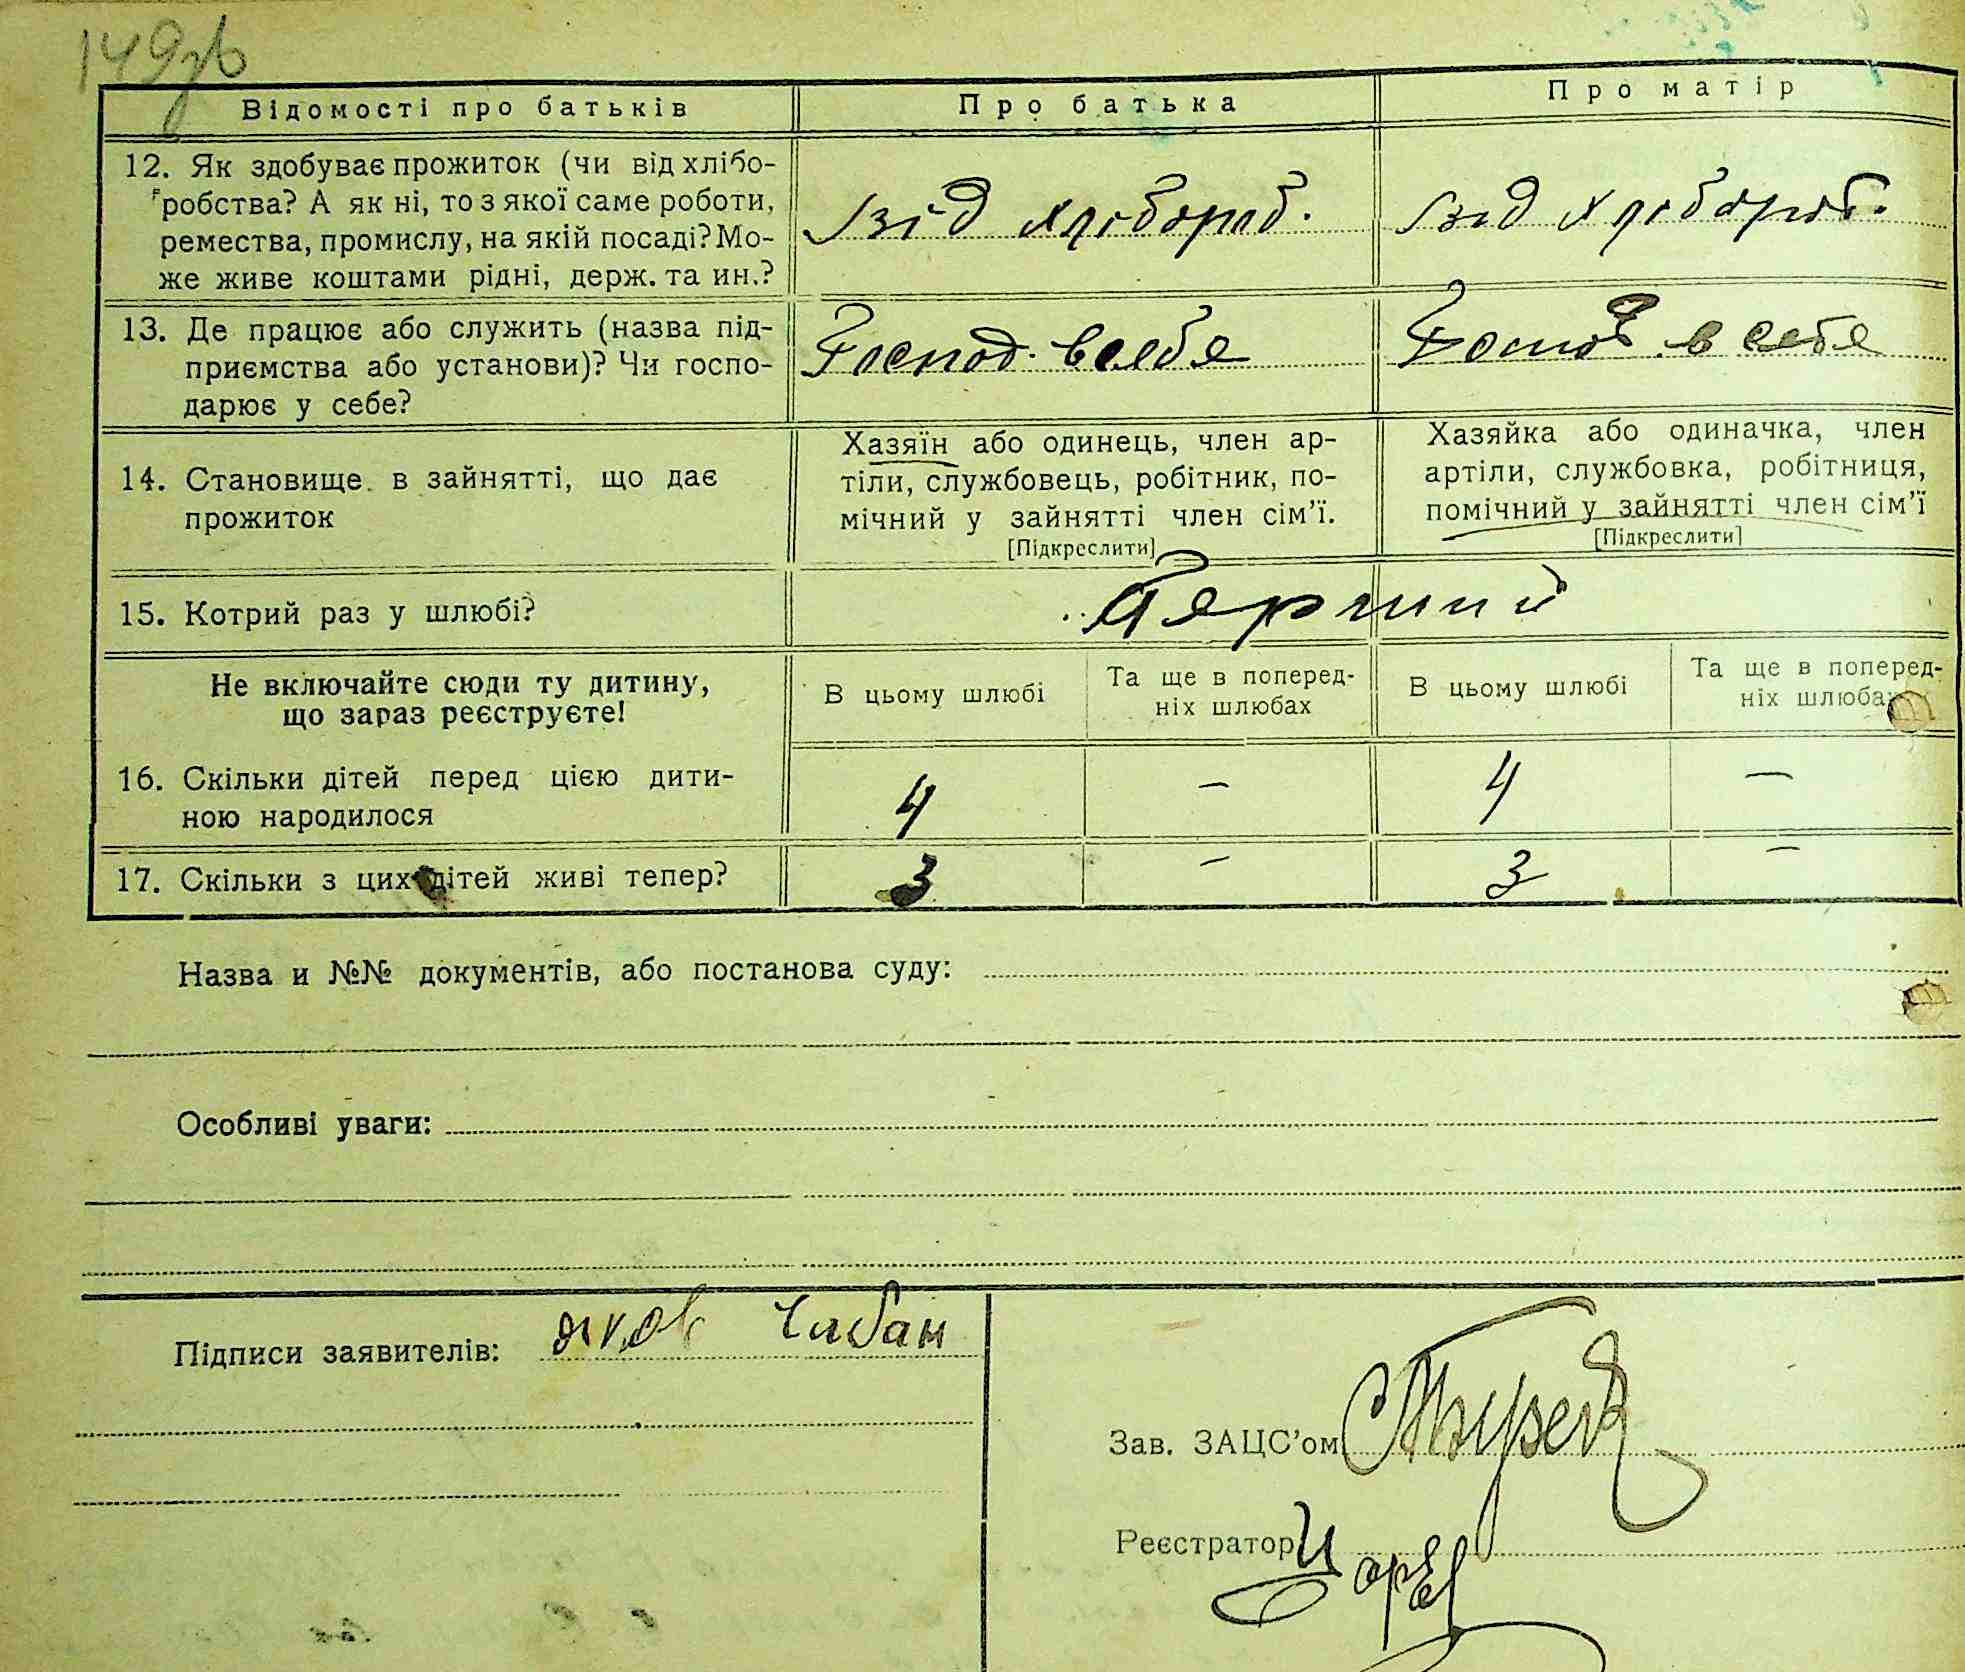 149зв
Відомості про батьків
Про батька
Про матір
12. Як здобуває прожиток (чи від хлібо-
робства? А як ні, то з якої саме роботи,
ремества, промислу, на якій посаді? Мо-
же живе коштами рідні, держ. та ин.?
від хлібороб.
від хлібороб.
13. Де працює або служить (назва під-
приємства або установи)? Чи госпо-
дарює у себе?
Господ. в себе
Господ. в себе
14. Становище в зайнятті, що дає
прожиток
Хазяїн або одинець, член ар-
тіли, службовець, робітник, по-
мічний у зайнятті член сім’ї.
[Підкреслити]
Хазяйка або одиначка, член
артіли, службовка, робітниця,
помічний у зайнятті член сім’ї
[Підкреслити]
15. Котрий раз у шлюбі?
Перший
Не включайте сюди ту дитину,
що зараз реєструєте!
В цьому шлюбі
Та ще в поперед-
ніх шлюбах
В цьому шлюбі
Та ще в поперед-
ніх шлюбах
16. Скільки дітей перед цією дити-
ною народилося
4 — 4 —
17. Скільки з цих дітей живі тепер?
3 — 3 —
Назва и №№ документів, або постанова суду:
Особливі уваги:
Підписи заявителів: яков Чабан
Зав. ЗАЦС’ом
Реєстратор